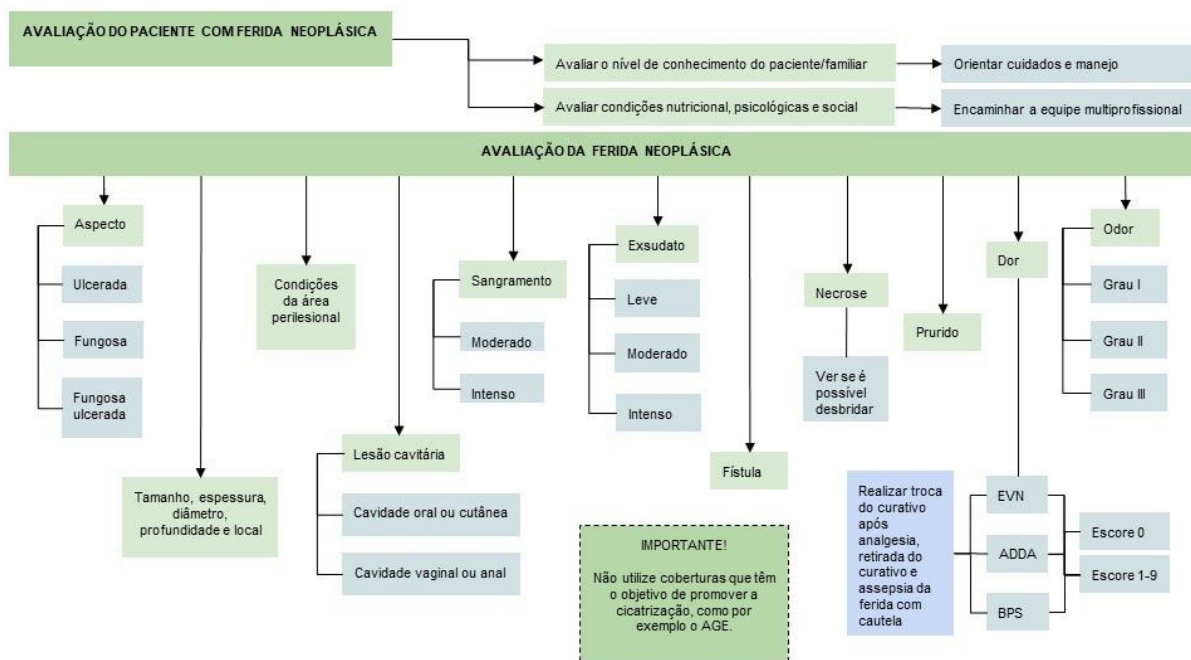 AVALIAÇÃO DO PACIENTE COM FERIDA NEOPLÁSICA
Avaliar o nível de conhecimento do paciente/familiar
Orientar cuidados e manejo
Avaliar condições nutricional, psicológicas e social
Encaminhar a equipe multiprofissional
AVALIAÇÃO DA FERIDA NEOPLÁSICA
Aspecto
Ulcerada
Fungosa
Fungosa
ulcerada
Tamanho, espessura,
diâmetro,
profundidade e local
Condições
da área
perilesional
Lesão cavitária
Cavidade oral ou cutânea
Cavidade vaginal ou anal
Sangramento
Moderado
Intenso
Exsudato
Leve
Moderado
Intenso
Fístula
Necrose
Ver se é
possível
desbridar
Prurido
Dor
EVN
ADDA
BPS
Escore 0
Escore 1-9
Realizar troca
do curativo
após
analgesia,
retirada do
curativo e
assepsia da
ferida com
cautela
Odor
Grau I
Grau II
Grau III
IMPORTANTE!
Não utilize coberturas que têm
o objetivo de promover a
cicatrização, como por
exemplo o AGE.